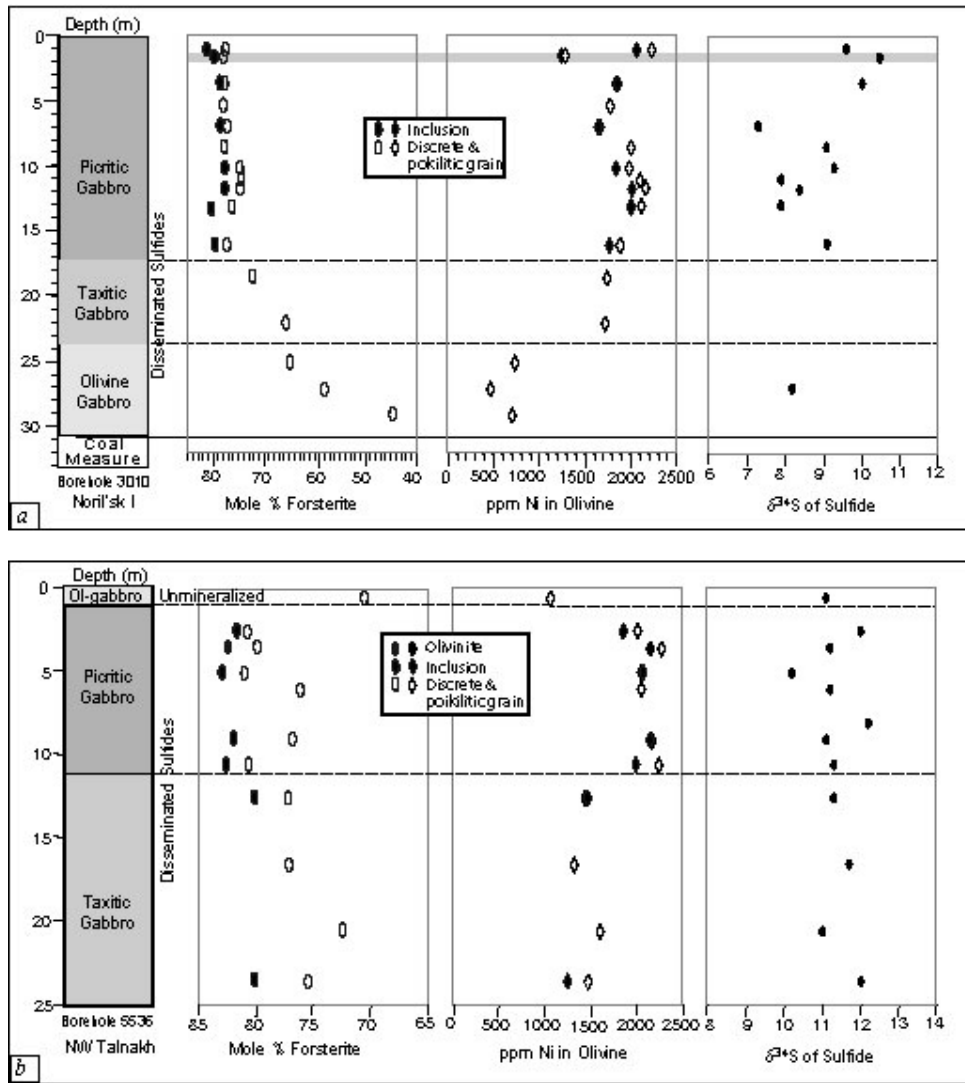 Depth (m)
0
5
10
15
20
25
30
Picritic
Gabbro
Taxitic
Gabbro
Olivine
Gabbro
Coal
Measure
Borehole 3010
Noril'sk I
Disseminated Sulfides
Inclusion
Discrete &
pokilitic grain
80 70 60 50 40
Mole % Forsterite
0 500 1000 1500 2000 2500
ppm Ni in Olivine
6 7 8 9 10 11 12
δ³⁴S of Sulfide
a
Depth (m)
0
5
10
15
20
25
Ol-gabbro
Unmineralized
Picritic
Gabbro
Taxitic
Gabbro
Borehole 5536
NW Talnakh
Disseminated Sulfides
Olivinite
Inclusion
Discrete &
poikilitic grain
85 80 75 70 65
Mole % Forsterite
0 500 1000 1500 2000 2500
ppm Ni in Olivine
8 9 10 11 12 13 14
δ³⁴S of Sulfide
b